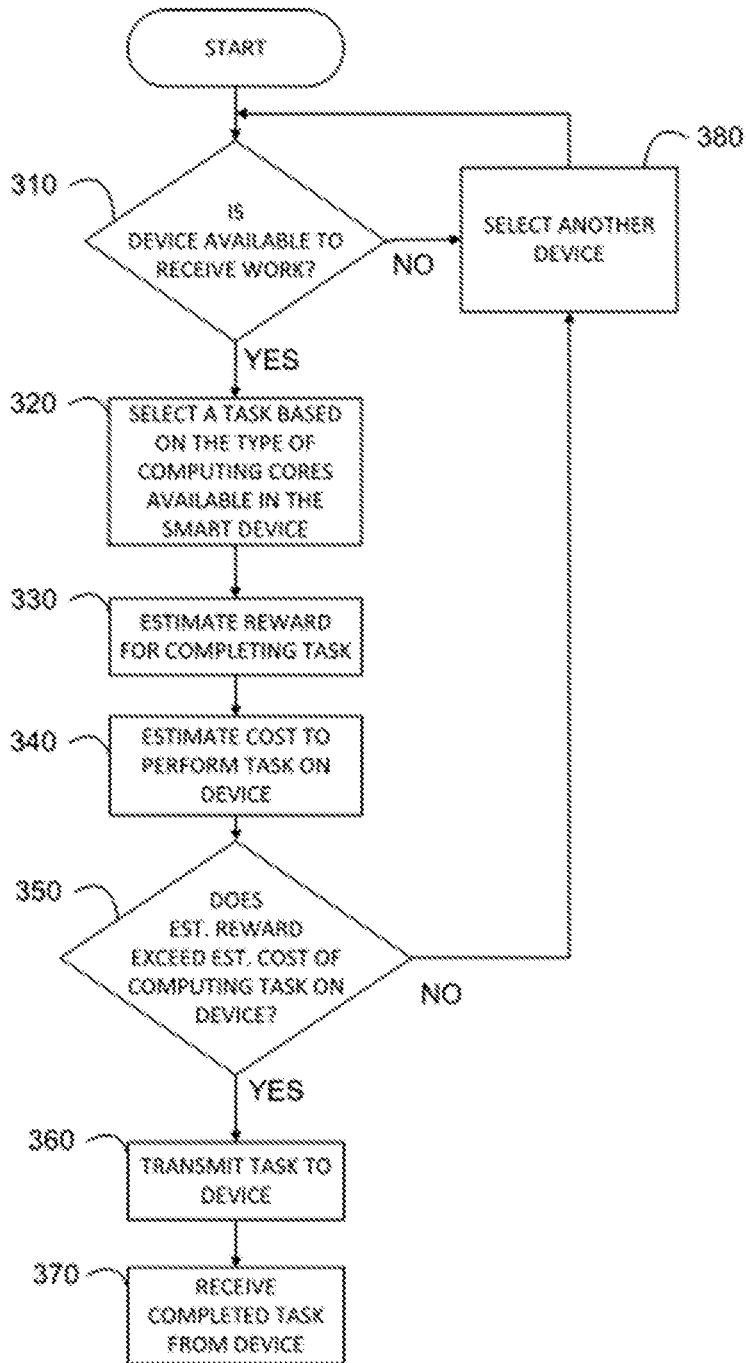 START
380
310
IS
DEVICE AVAILABLE TO
RECEIVE WORK?
SELECT ANOTHER
DEVICE
NO
YES
320
SELECT A TASK BASED
ON THE TYPE OF
COMPUTING CORES
AVAILABLE IN THE
SMART DEVICE
330
ESTIMATE REWARD
FOR COMPLETING TASK
340
ESTIMATE COST TO
PERFORM TASK ON
DEVICE
350
DOES
EST. REWARD
EXCEED EST. COST OF
COMPUTING TASK ON
DEVICE?
NO
YES
360
TRANSMIT TASK TO
DEVICE
370
RECEIVE
COMPLETED TASK
FROM DEVICE